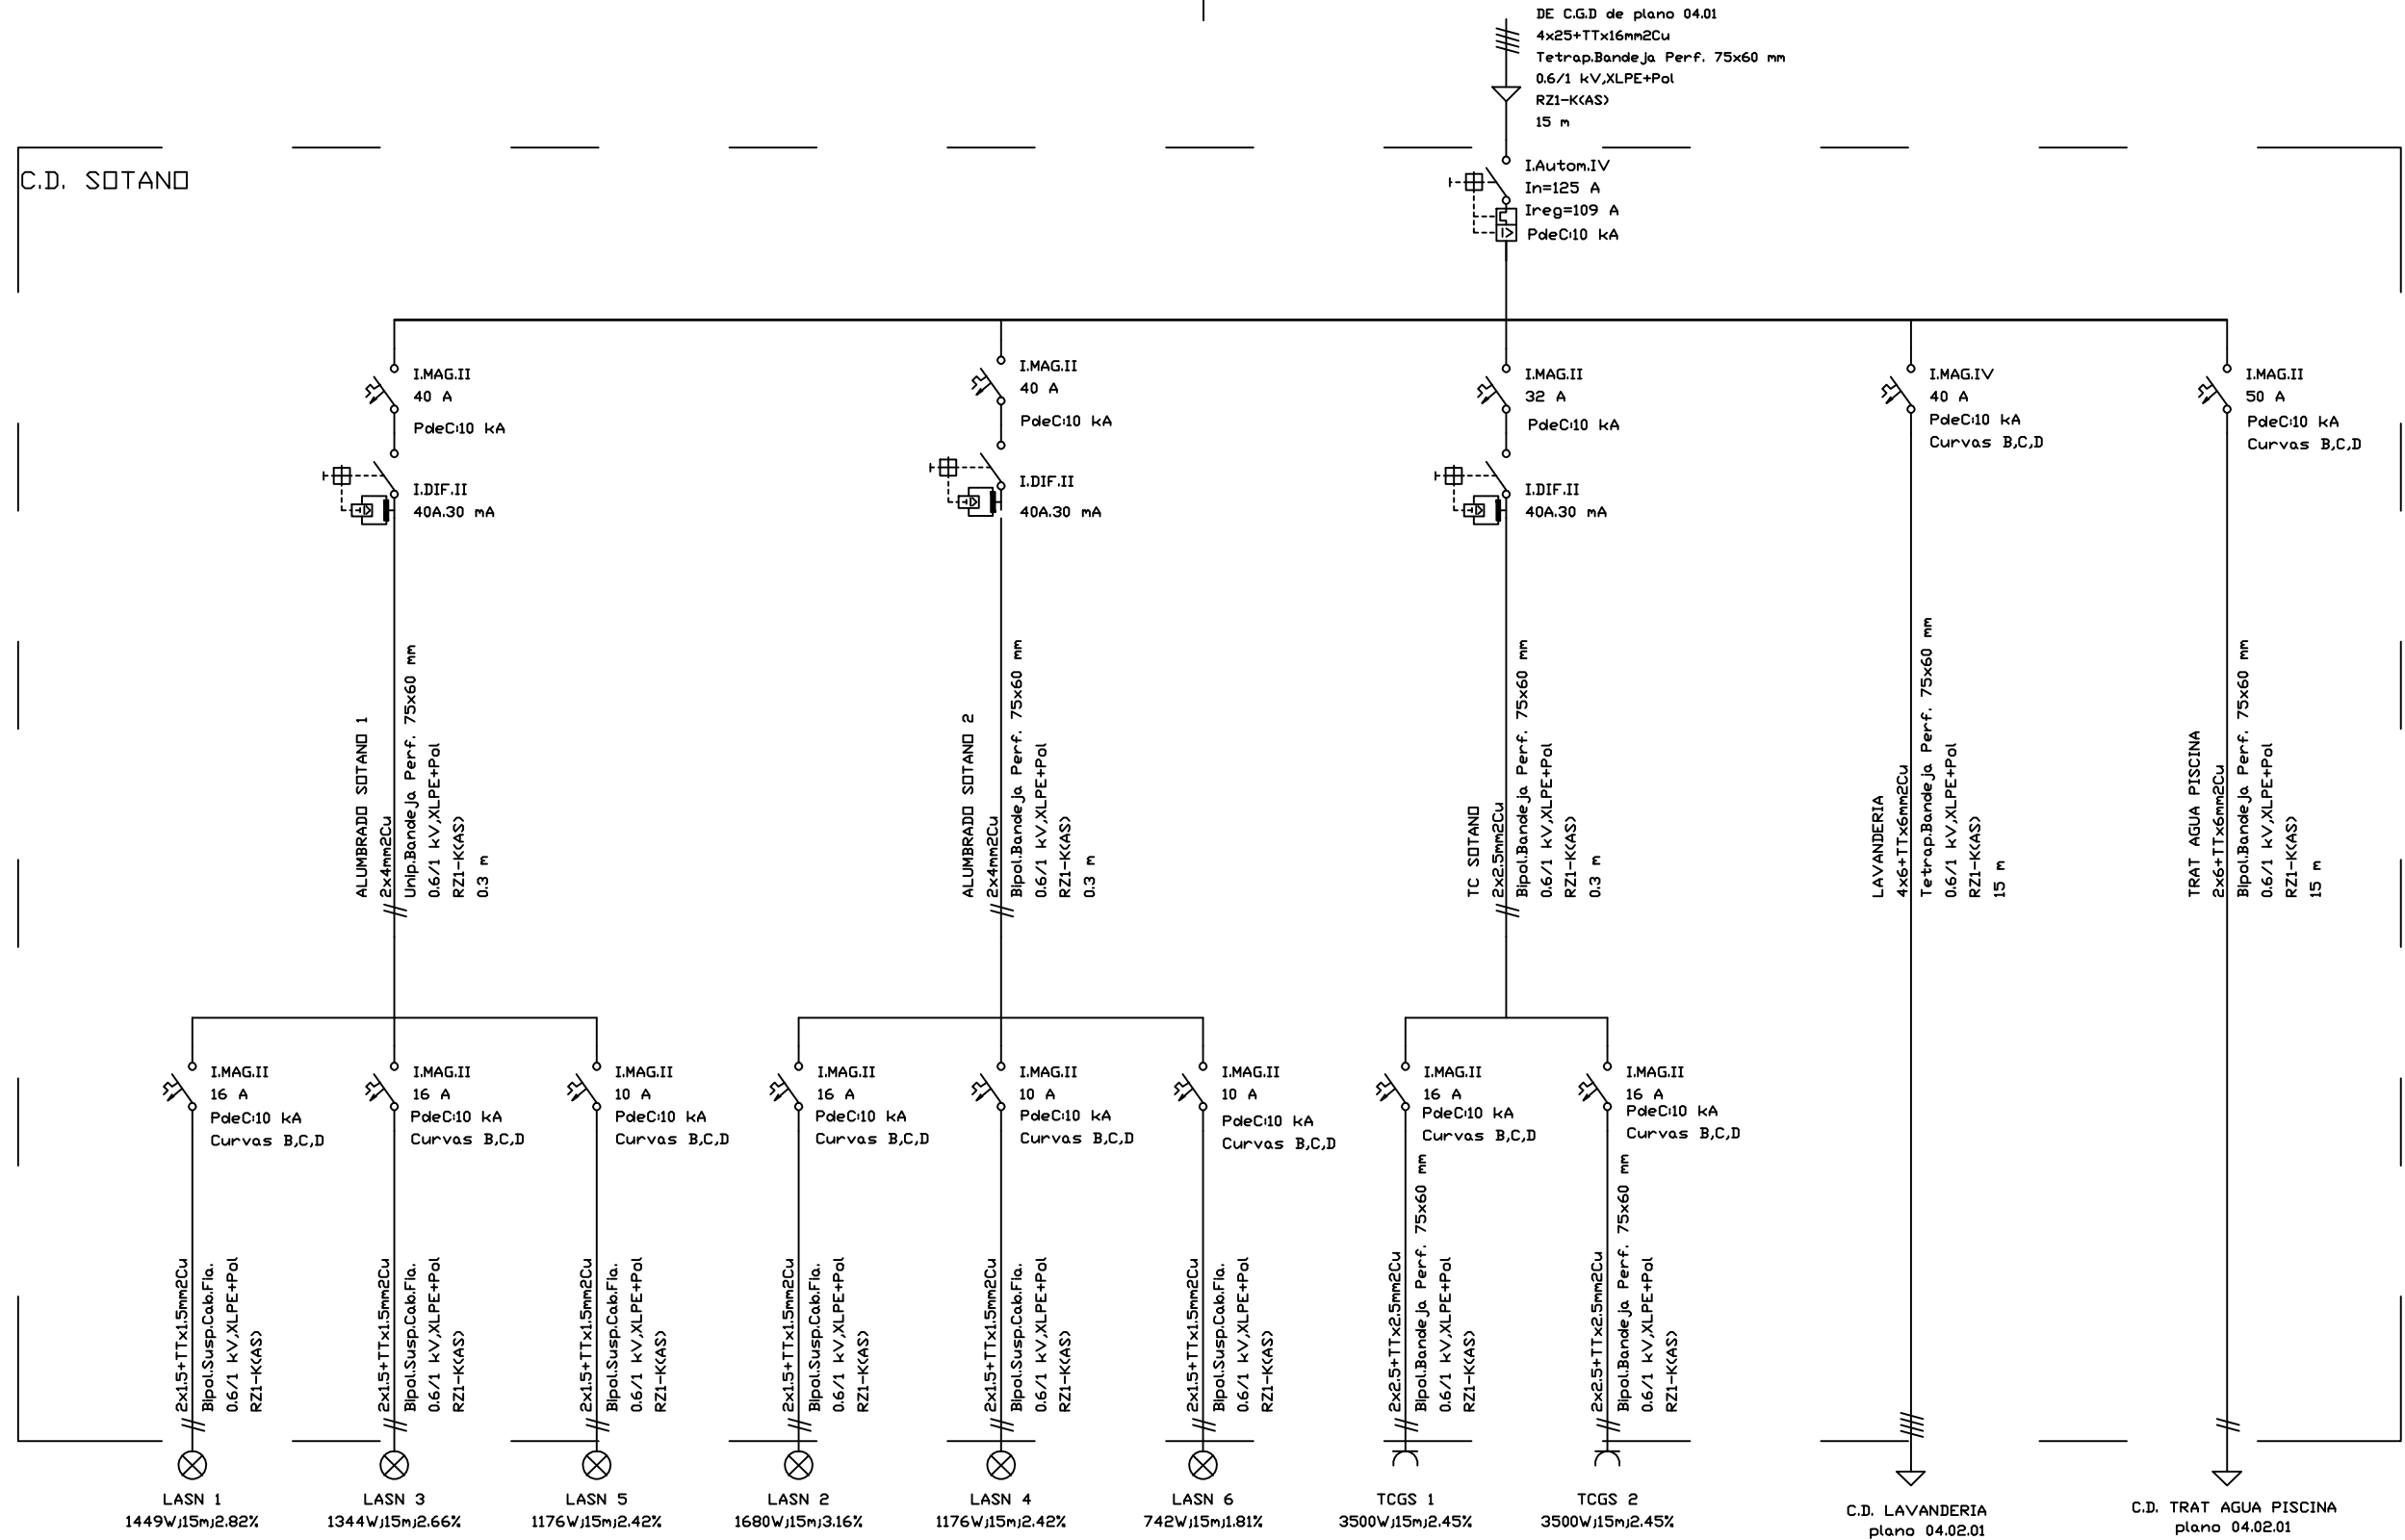 DE C.G.D de plano 04.01
4x25+TTx16mm2Cu
Tetrap.Bandeja Perf. 75x60 mm
0.6/1 kV,XLPE+Pol
RZ1-K(AS)
15 m
C.D. SOTANO
I.Autom.IV
In=125 A
Ireg=109 A
PdeC:10 kA
I.MAG.II
40 A
PdeC:10 kA
I.DIF.II
40A.30 mA
I.MAG.II
40 A
PdeC:10 kA
I.DIF.II
40A.30 mA
I.MAG.II
32 A
PdeC:10 kA
I.DIF.II
40A.30 mA
I.MAG.IV
40 A
PdeC:10 kA
Curvas B,C,D
I.MAG.II
50 A
PdeC:10 kA
Curvas B,C,D
ALUMBRADO SOTANO 1
2x4mm2Cu
Unip.Bandeja Perf. 75x60 mm
0.6/1 kV,XLPE+Pol
RZ1-K(AS)
0.3 m
ALUMBRADO SOTANO 2
2x4mm2Cu
Bipol.Bandeja Perf. 75x60 mm
0.6/1 kV,XLPE+Pol
RZ1-K(AS)
0.3 m
TC SOTANO
2x2.5mm2Cu
Bipol.Bandeja Perf. 75x60 mm
0.6/1 kV,XLPE+Pol
RZ1-K(AS)
0.3 m
LAVANDERIA
4x6+TTx6mm2Cu
Tetrap.Bandeja Perf. 75x60 mm
0.6/1 kV,XLPE+Pol
RZ1-K(AS)
15 m
TRAT AGUA PISCINA
2x6+TTx6mm2Cu
Bipol.Bandeja Perf. 75x60 mm
0.6/1 kV,XLPE+Pol
RZ1-K(AS)
15 m
I.MAG.II
16 A
PdeC:10 kA
Curvas B,C,D
I.MAG.II
16 A
PdeC:10 kA
Curvas B,C,D
I.MAG.II
10 A
PdeC:10 kA
Curvas B,C,D
I.MAG.II
16 A
PdeC:10 kA
Curvas B,C,D
I.MAG.II
10 A
PdeC:10 kA
Curvas B,C,D
I.MAG.II
10 A
PdeC:10 kA
Curvas B,C,D
I.MAG.II
16 A
PdeC:10 kA
Curvas B,C,D
I.MAG.II
16 A
PdeC:10 kA
Curvas B,C,D
2x1.5+TTx1.5mm2Cu
Bipol.Susp.Cab.Fia.
0.6/1 kV,XLPE+Pol
RZ1-K(AS)
2x1.5+TTx1.5mm2Cu
Bipol.Susp.Cab.Fia.
0.6/1 kV,XLPE+Pol
RZ1-K(AS)
2x1.5+TTx1.5mm2Cu
Bipol.Susp.Cab.Fia.
0.6/1 kV,XLPE+Pol
RZ1-K(AS)
2x1.5+TTx1.5mm2Cu
Bipol.Susp.Cab.Fia.
0.6/1 kV,XLPE+Pol
RZ1-K(AS)
2x1.5+TTx1.5mm2Cu
Bipol.Susp.Cab.Fia.
0.6/1 kV,XLPE+Pol
RZ1-K(AS)
2x1.5+TTx1.5mm2Cu
Bipol.Susp.Cab.Fia.
0.6/1 kV,XLPE+Pol
RZ1-K(AS)
2x2.5+TTx2.5mm2Cu
Bipol.Bandeja Perf. 75x60 mm
0.6/1 kV,XLPE+Pol
RZ1-K(AS)
2x2.5+TTx2.5mm2Cu
Bipol.Bandeja Perf. 75x60 mm
0.6/1 kV,XLPE+Pol
RZ1-K(AS)
LASN 1
1449W;15m;2.82%
LASN 3
1344W;15m;2.66%
LASN 5
1176W;15m;2.42%
LASN 2
1680W;15m;3.16%
LASN 4
1176W;15m;2.42%
LASN 6
742W;15m;1.81%
TCGS 1
3500W;15m;2.45%
TCGS 2
3500W;15m;2.45%
C.D. LAVANDERIA
plano 04.02.01
C.D. TRAT AGUA PISCINA
plano 04.02.01